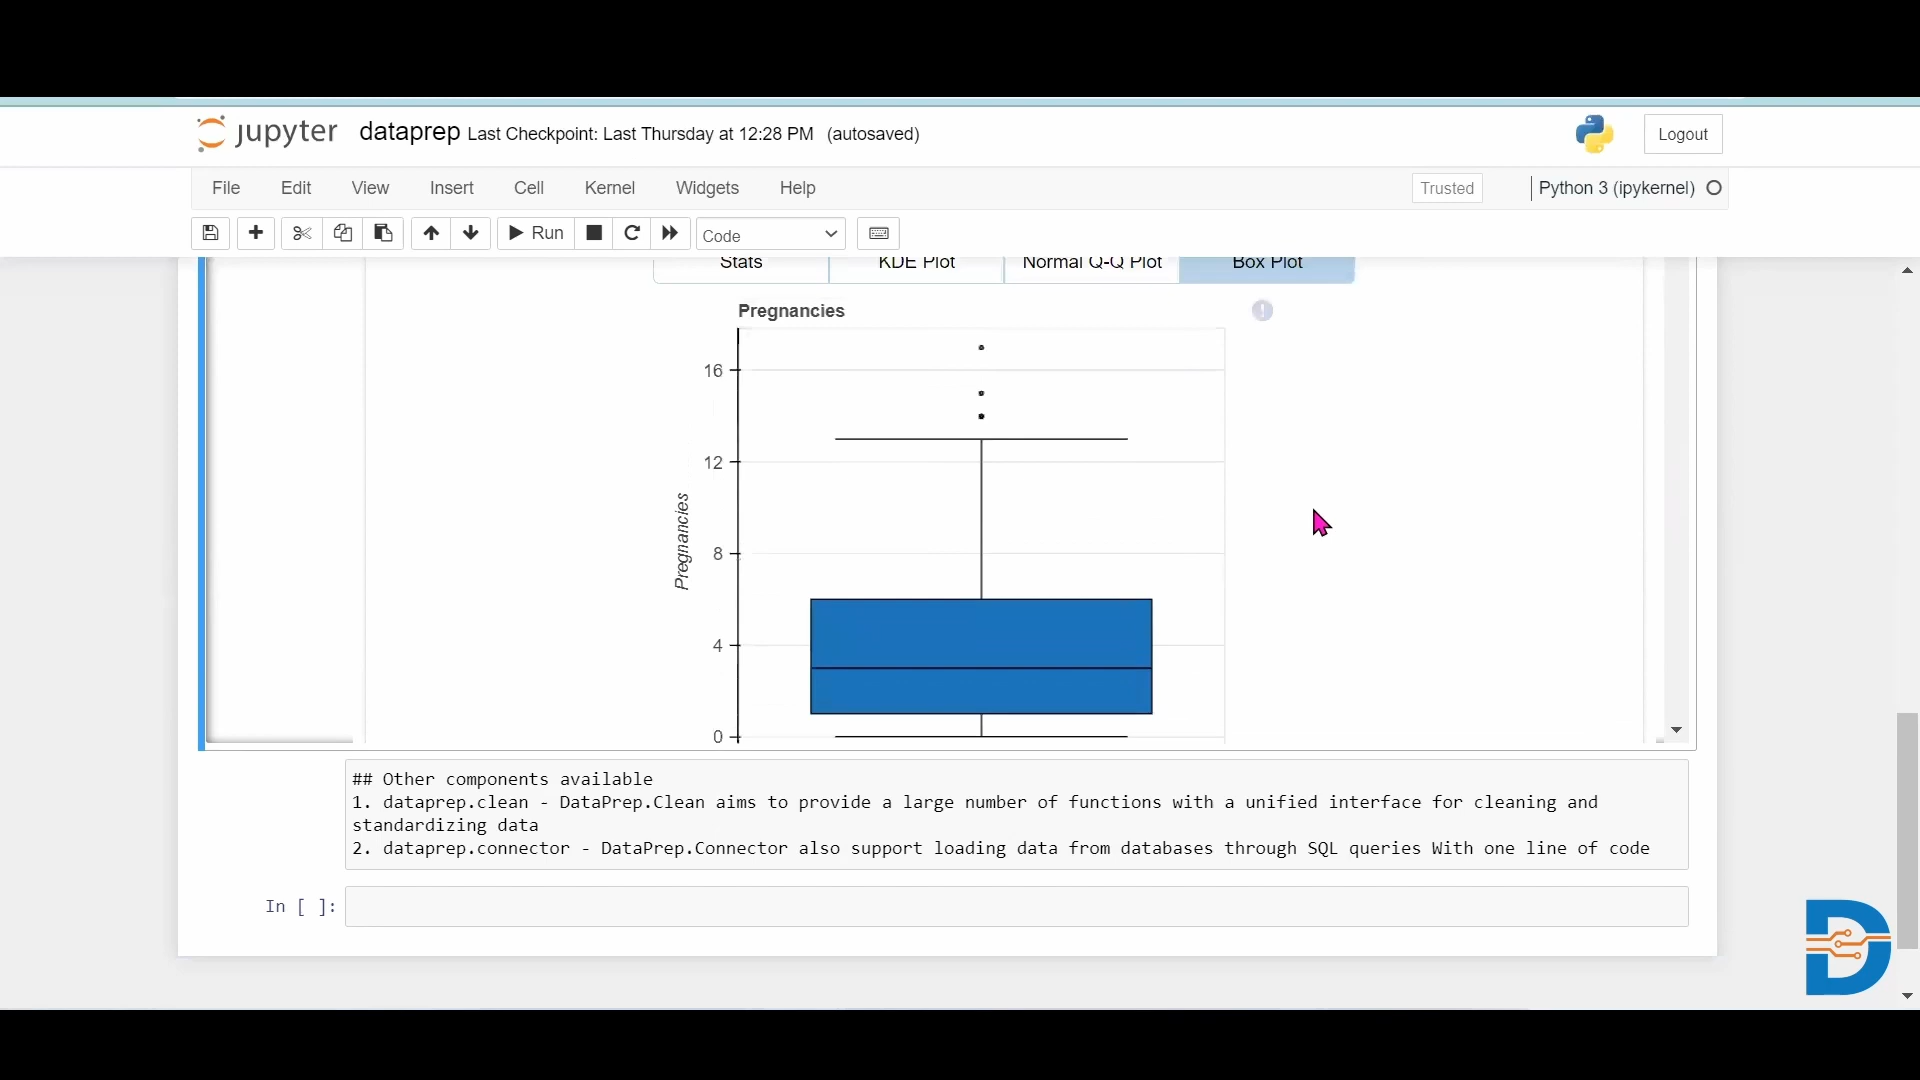 jupyter dataprep Last Checkpoint: Last Thursday at 12:28 PM (autosaved) Logout
File Edit View Insert Cell Kernel Widgets Help Trusted Python 3 (ipykernel)
Run Code
Stats KDE Plot Normal Q-Q Plot Box Plot
Pregnancies
16
12
8
4
0
Pregnancies
## Other components available
1. dataprep.clean - DataPrep.Clean aims to provide a large number of functions with a unified interface for cleaning and
standardizing data
2. dataprep.connector - DataPrep.Connector also support loading data from databases through SQL queries With one line of code
In [ ]: